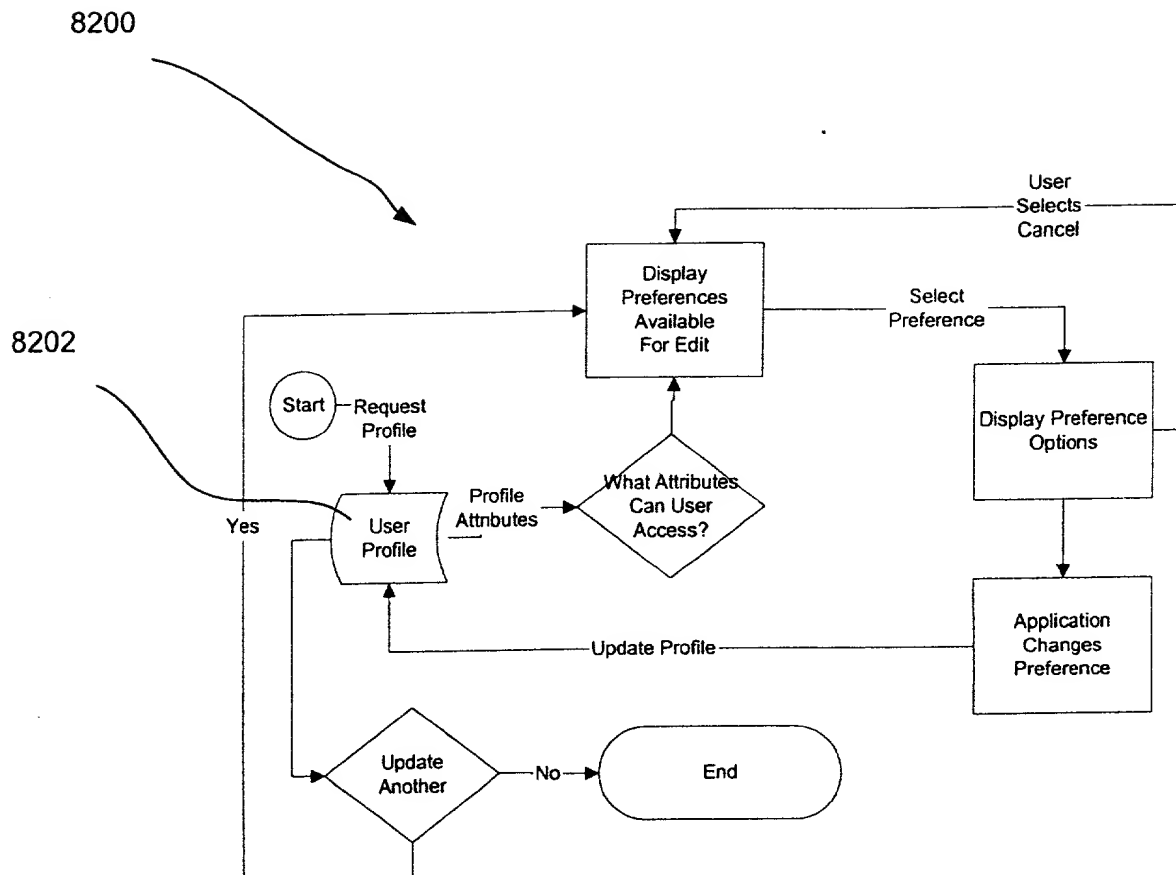 8200
User
Selects
Cancel
Display
Preferences
Available
For Edit
Select
Preference
8202
Start
Request
Profile
Display Preference
Options
What Attributes
Can User
Access?
Profile
Attributes
User
Profile
Yes
Application
Changes
Preference
Update Profile
Update
Another
No
End